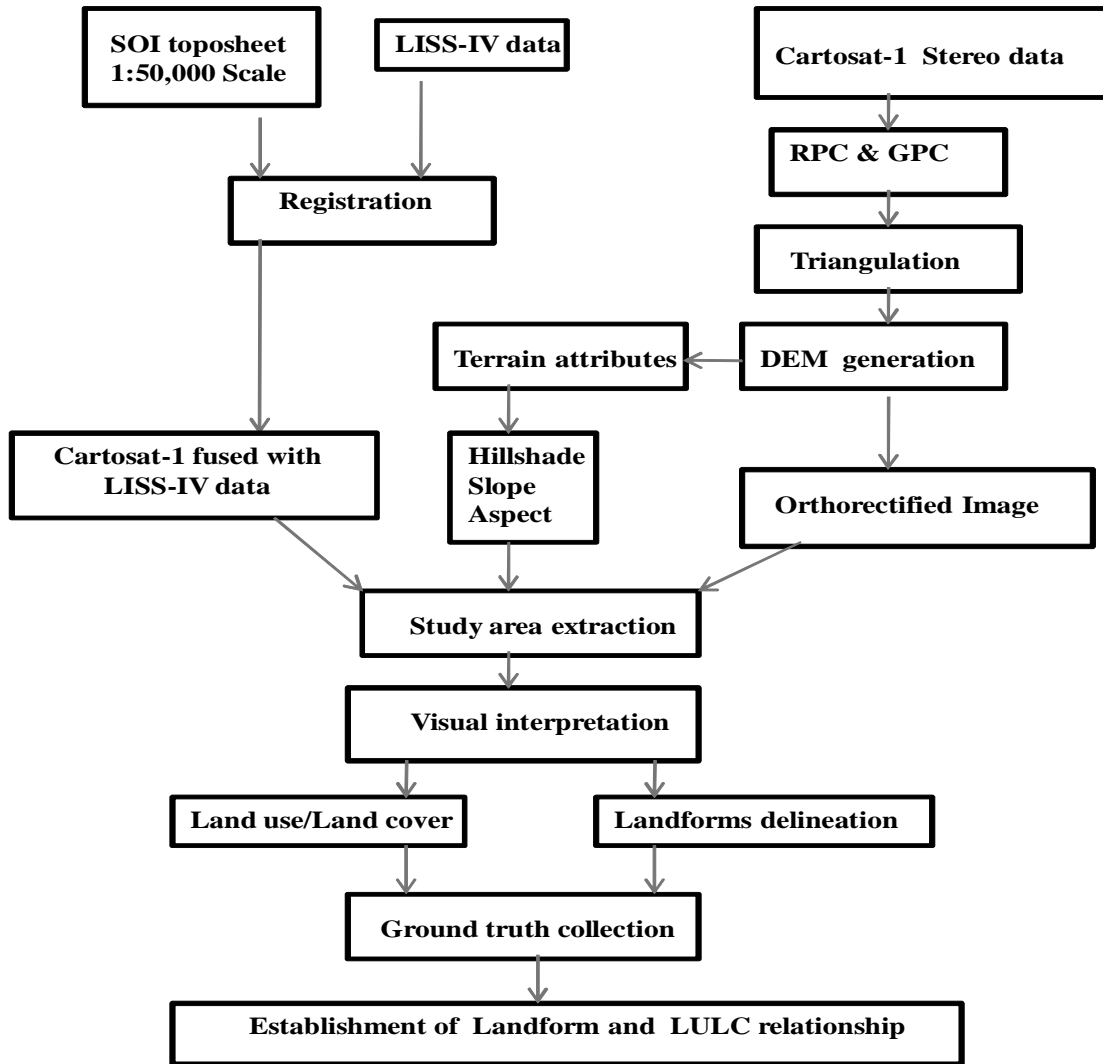 SOI toposheet
1:50,000 Scale
LISS-IV data
Cartosat-1 Stereo data
RPC & GPC
Registration
Triangulation
Terrain attributes
DEM generation
Cartosat-1 fused with
LISS-IV data
Hillshade
Slope
Aspect
Orthorectified Image
Study area extraction
Visual interpretation
Land use/Land cover
Landforms delineation
Ground truth collection
Establishment of Landform and LULC relationship